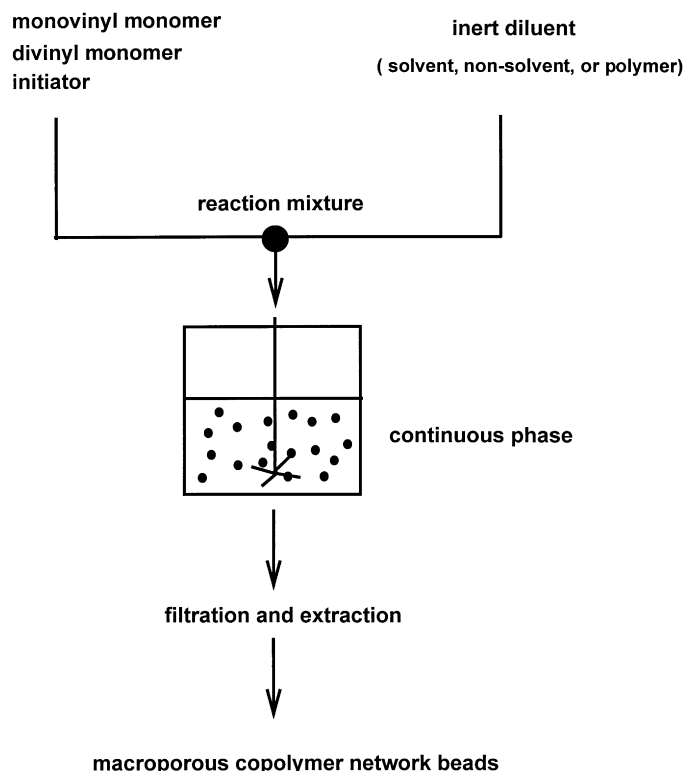 monovinyl monomer
divinyl monomer
initiator
inert diluent
( solvent, non-solvent, or polymer)
reaction mixture
continuous phase
filtration and extraction
macroporous copolymer network beads